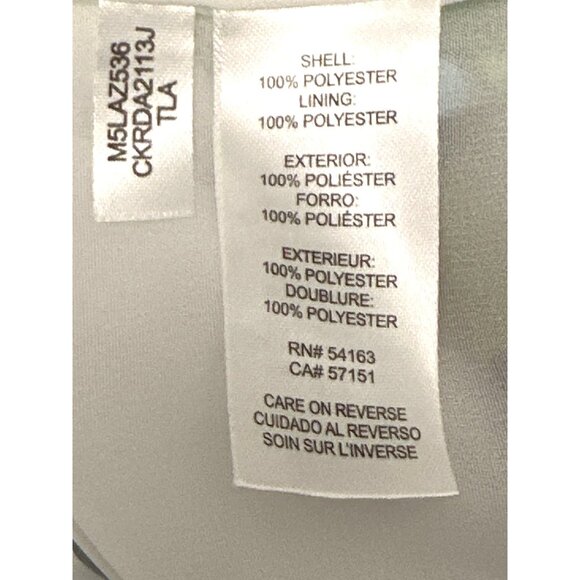 M5LAZ536
CKRDA2113J
TLA
SHELL:
100% POLYESTER
LINING:
100% POLYESTER
EXTERIOR:
100% POLIÉSTER
FORRO:
100% POLIÉSTER
EXTERIEUR:
100% POLYESTER
DOUBLURE:
100% POLYESTER
RN# 54163
CA# 57151
CARE ON REVERSE
CUIDADO AL REVERSO
SOIN SUR L'INVERSE